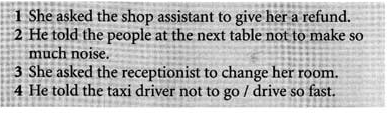 1 She asked the shop assistant to give her a refund.
2 He told the people at the next table not to make so
much noise.
3 She asked the receptionist to change her room.
4 He told the taxi driver not to go / drive so fast.